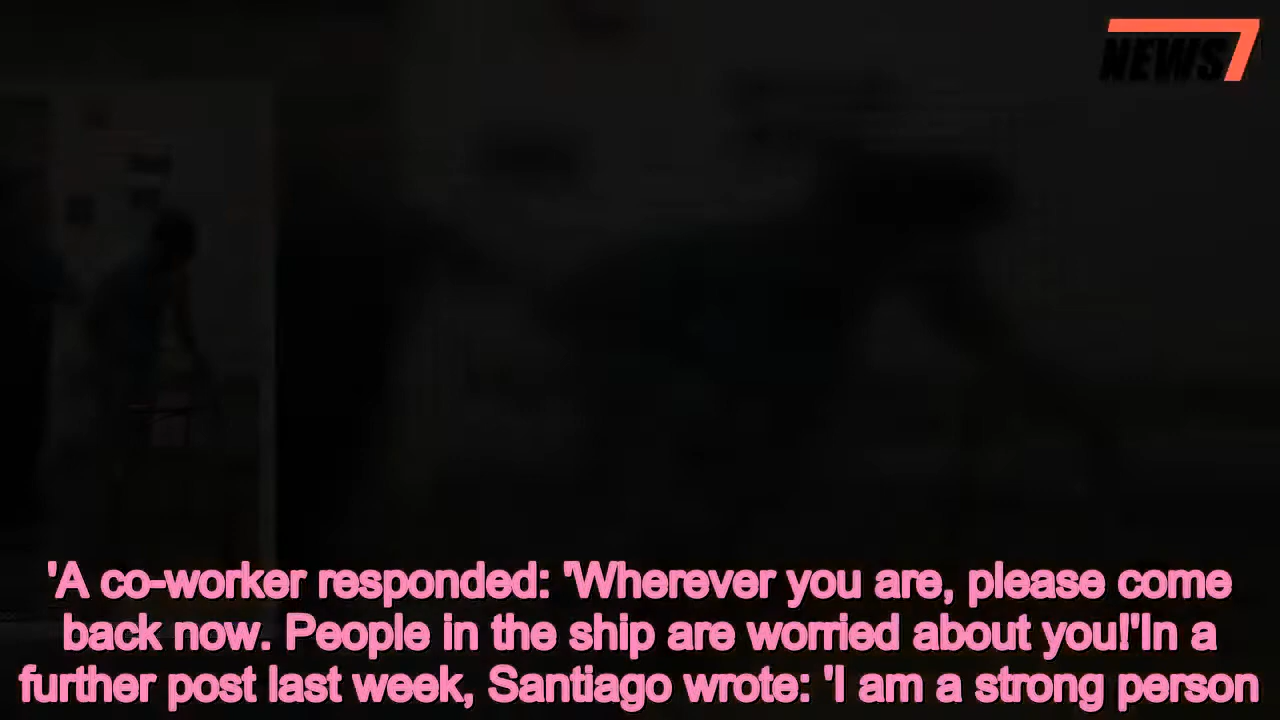 NEWS7
'A co-worker responded: 'Wherever you are, please come
back now. People in the ship are worried about you!'In a
further post last week, Santiago wrote: 'I am a strong person